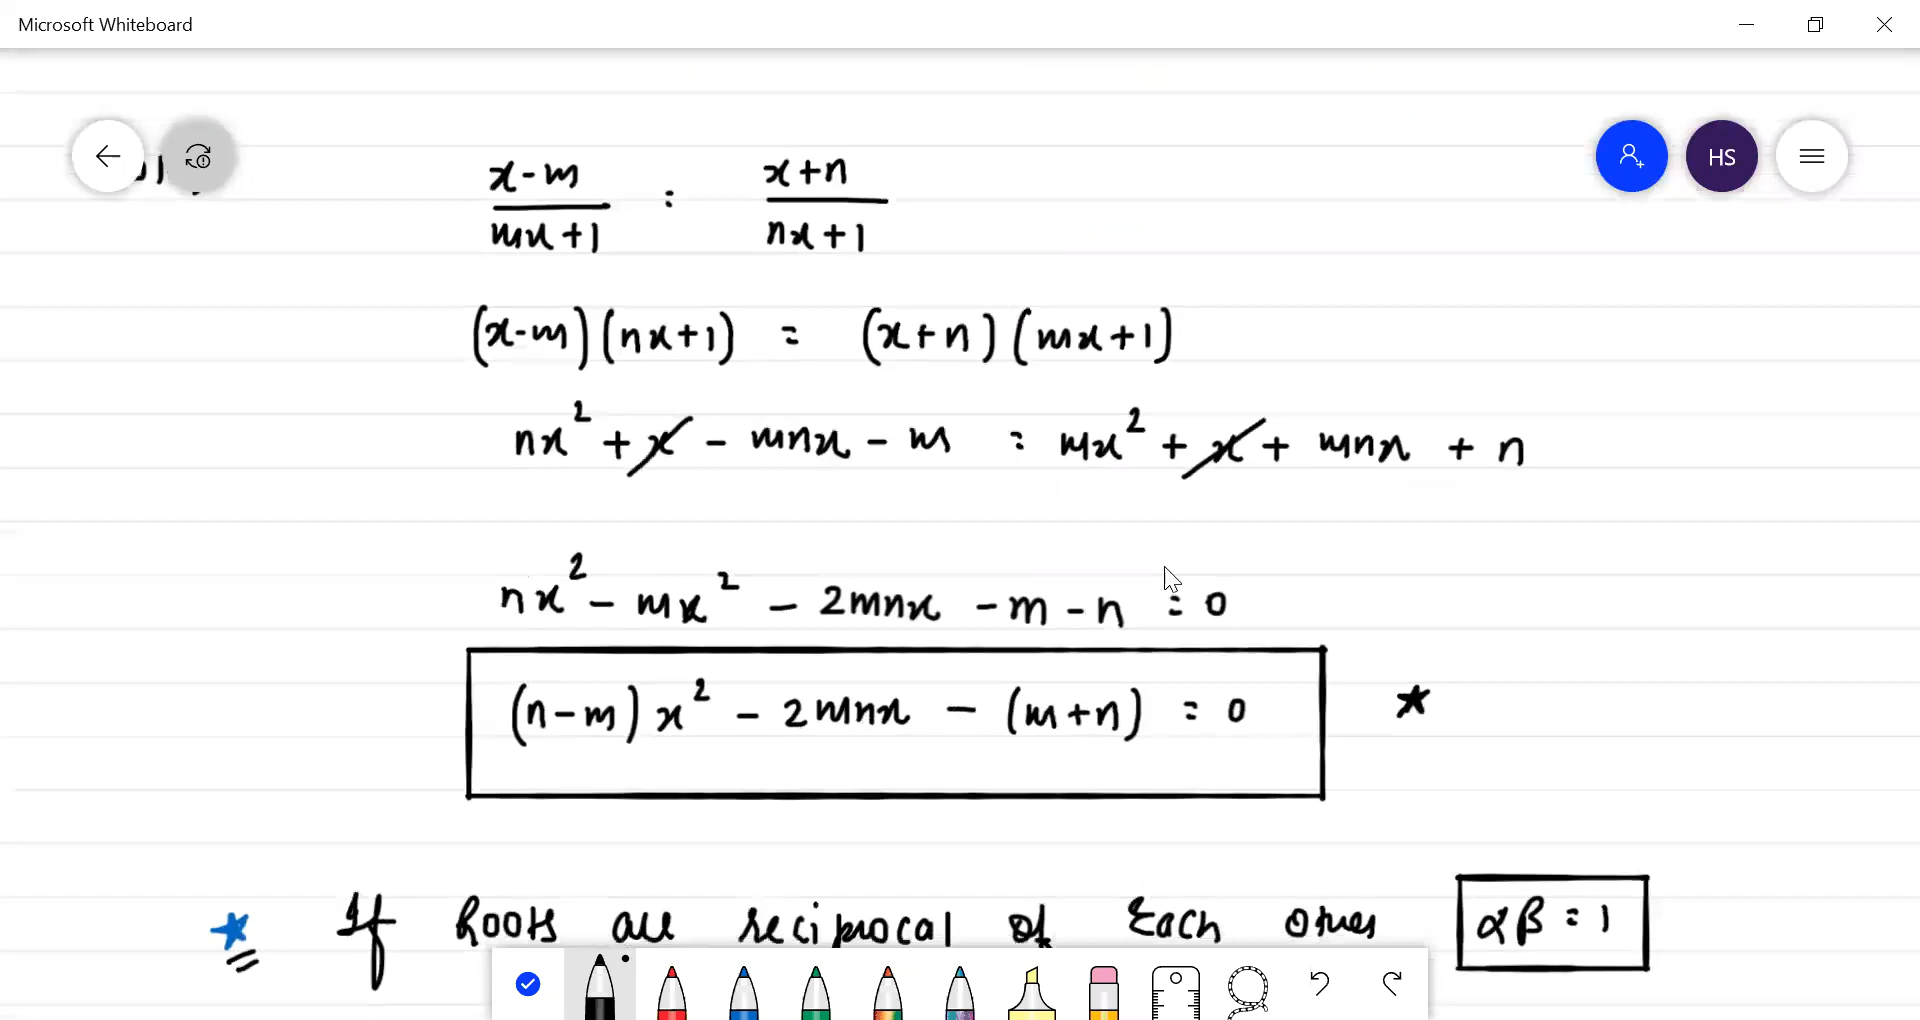 Microsoft Whiteboard
HS
x-m/mx+1 = x+n/nx+1
(x-m)(nx+1) = (x+n)(mx+1)
nx² + x - mnx - m = mx² + x + mnx + n
nx² - mx² - 2mnx - m - n = 0
(n-m)x² - 2mnx - (m+n) = 0 ★
★ If Roots are reciprocal of Each other αβ = 1